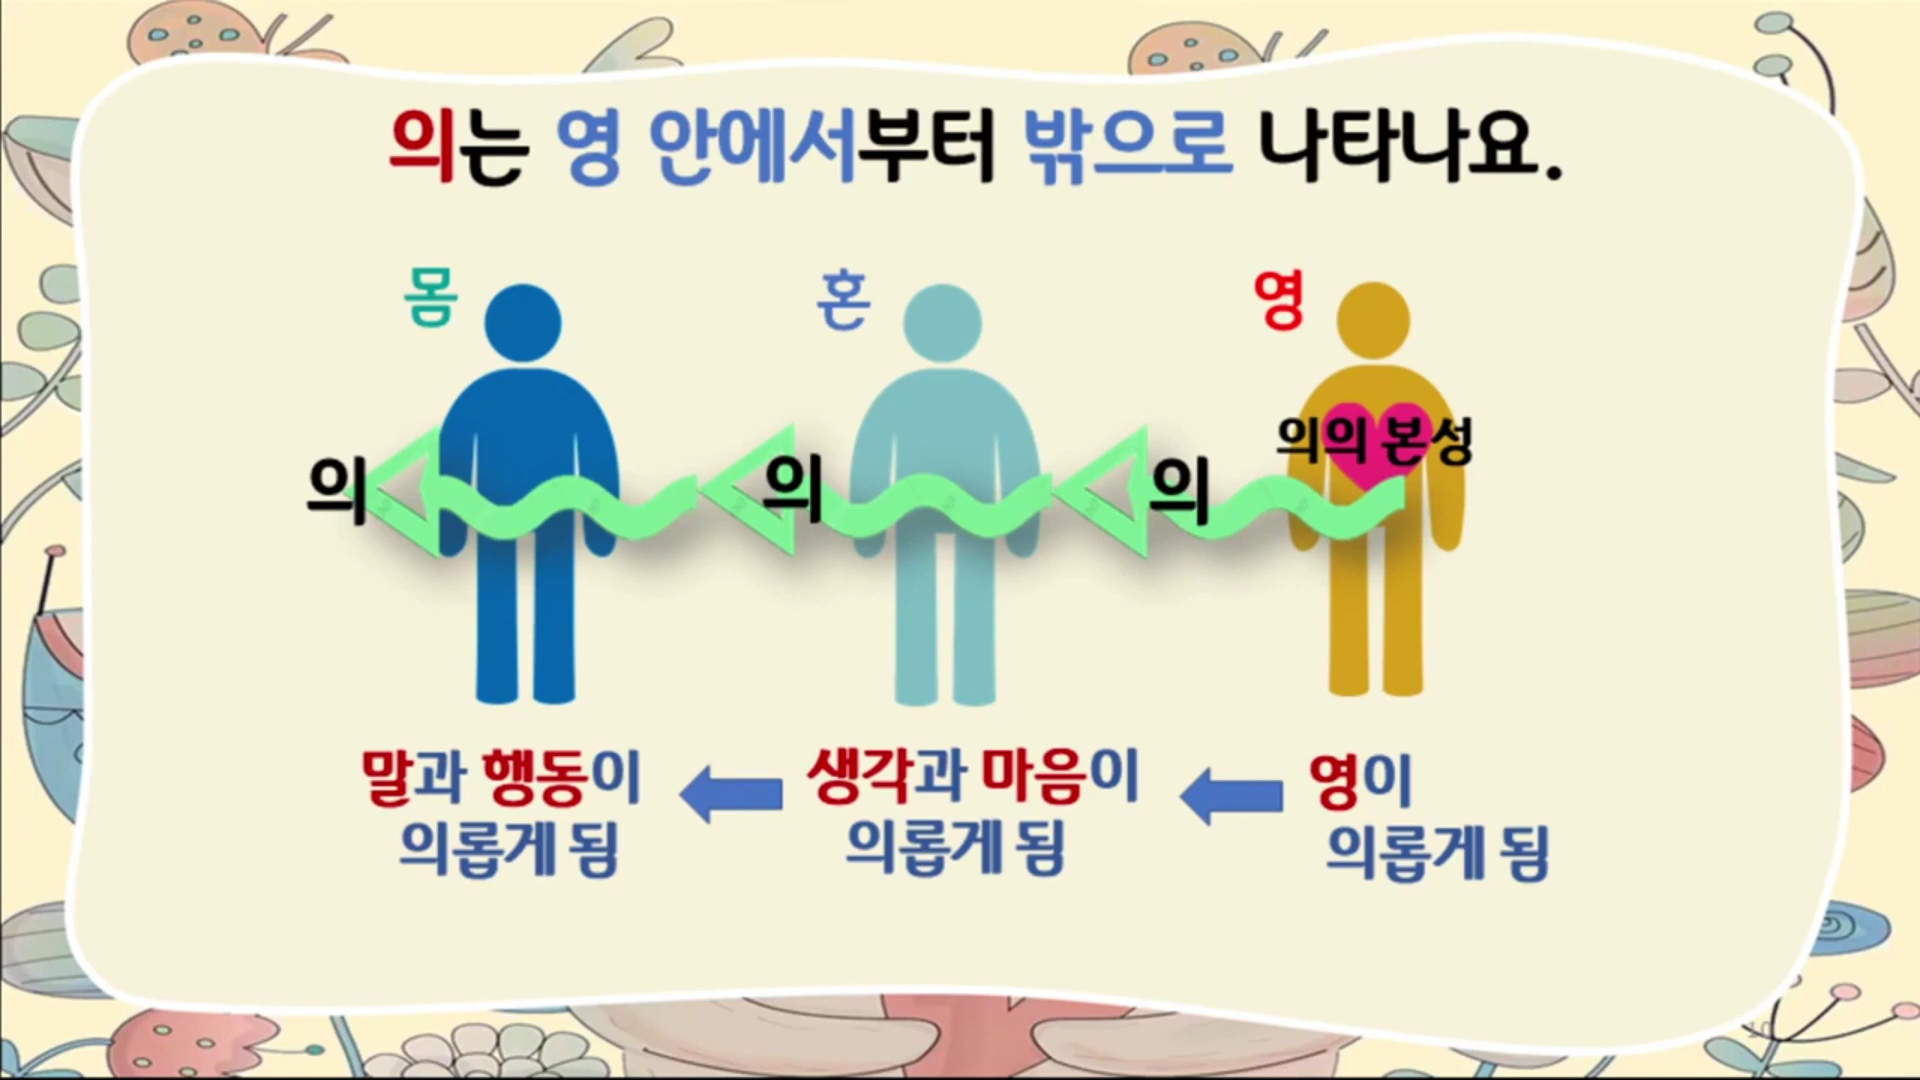 의는 영 안에서부터 밖으로 나타나요.
몸
혼
영
의
의
의
의의 본성
말과 행동이
의롭게 됨
생각과 마음이
의롭게 됨
영이
의롭게 됨